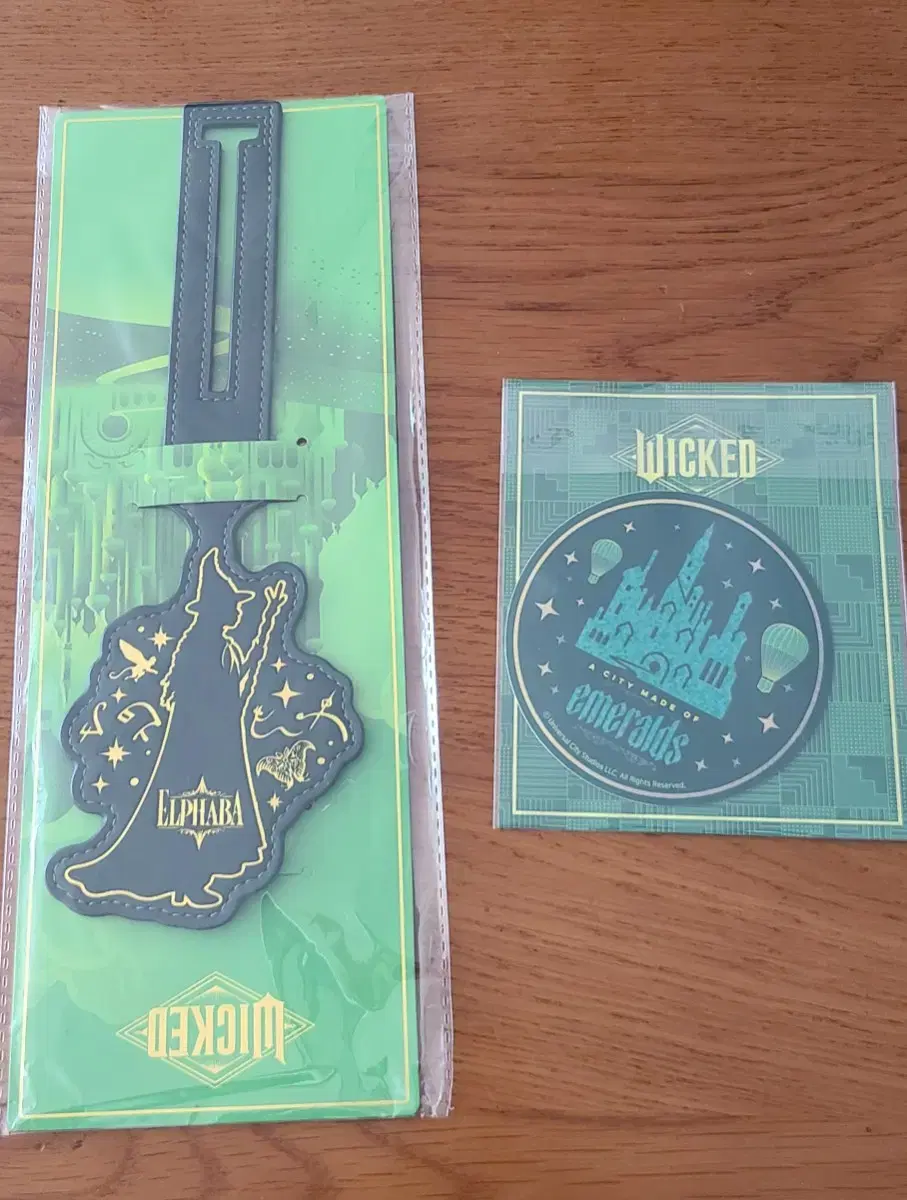 ELPHABA
WICKED
WICKED
A CITY MADE OF
emeralds
© Universal City Studios LLC. All Rights Reserved.